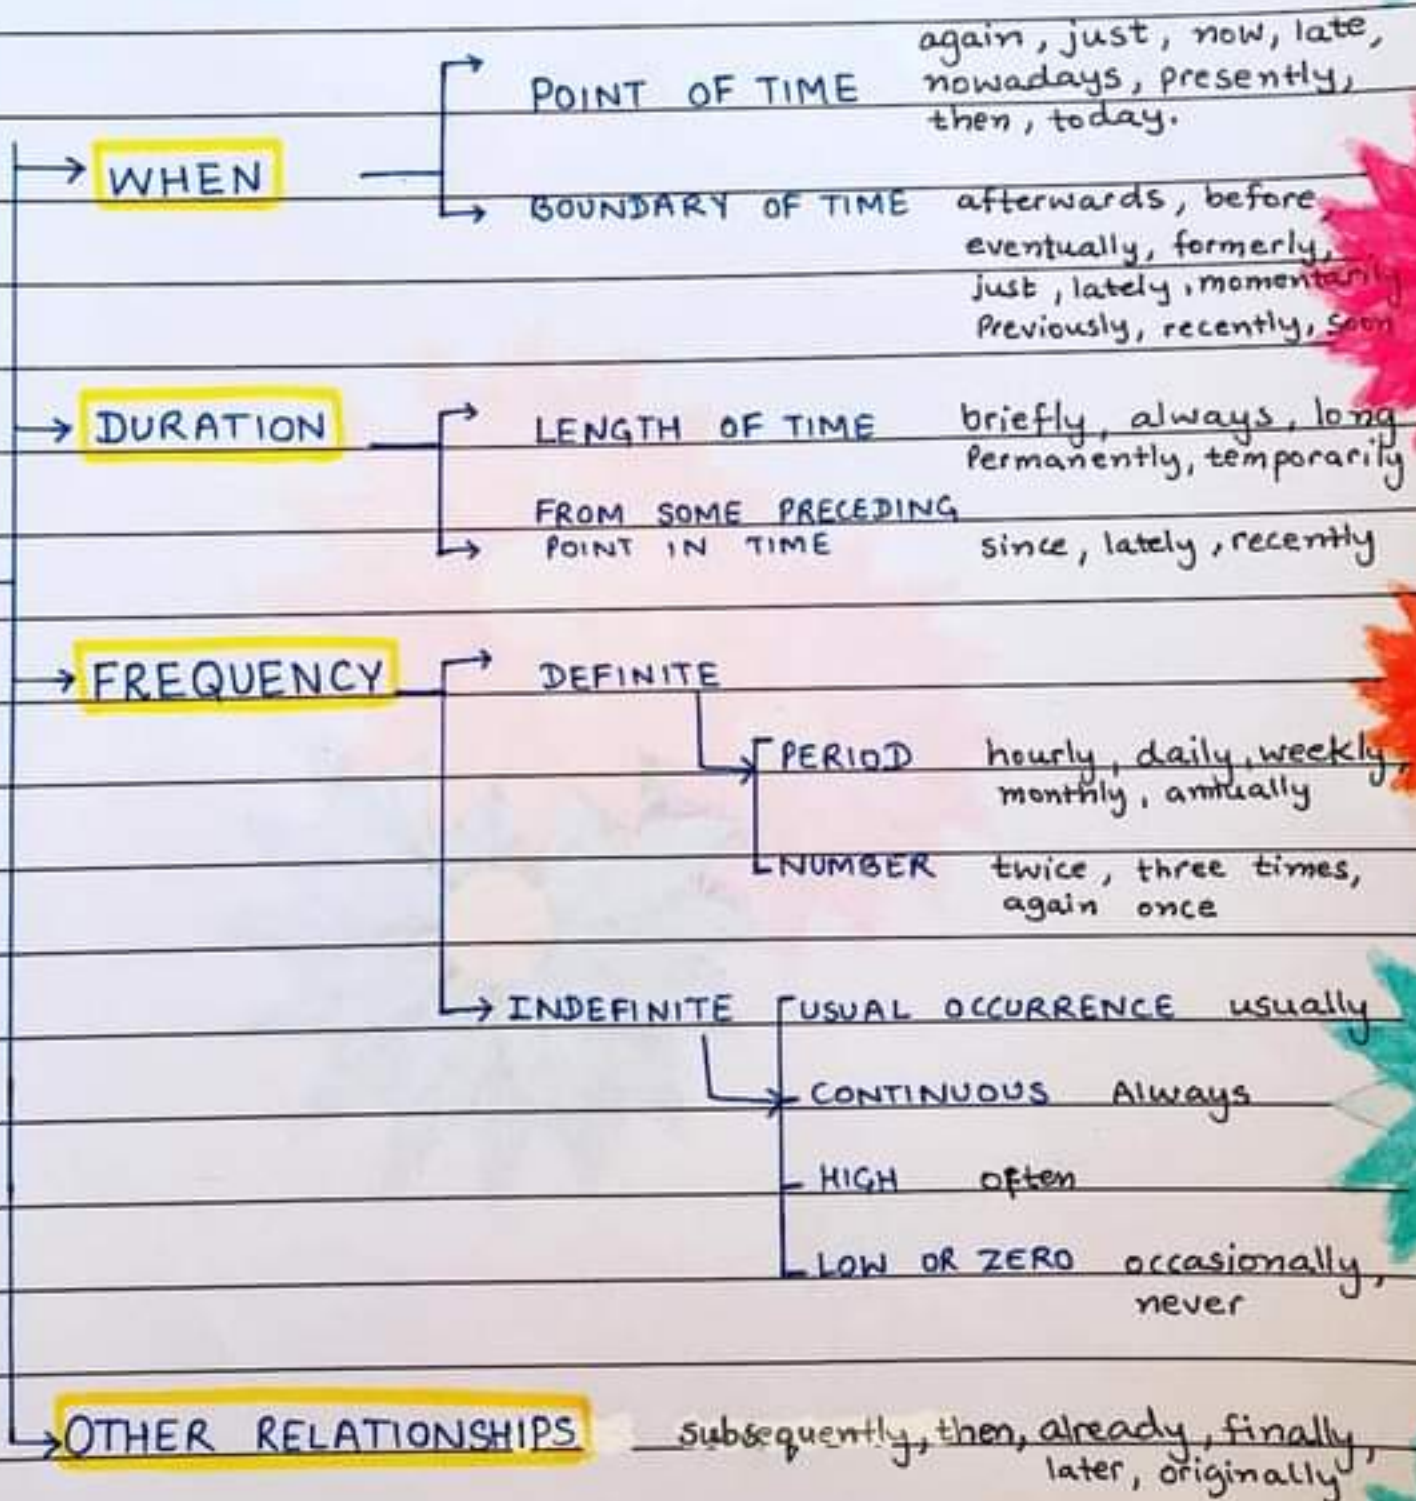 again, just, now, late,
POINT OF TIME nowadays, presently,
then, today.
WHEN
BOUNDARY OF TIME afterwards, before,
eventually, formerly,
just, lately, momentarily
Previously, recently, soon
DURATION LENGTH OF TIME briefly, always, long
Permanently, temporarily
FROM SOME PRECEDING
POINT IN TIME since, lately, recently
FREQUENCY DEFINITE
PERIOD hourly, daily, weekly,
monthly, annually
NUMBER twice, three times,
again once
INDEFINITE USUAL OCCURRENCE usually
CONTINUOUS Always
HIGH often
LOW OR ZERO occasionally,
never
OTHER RELATIONSHIPS subsequently, then, already, finally,
later, originally